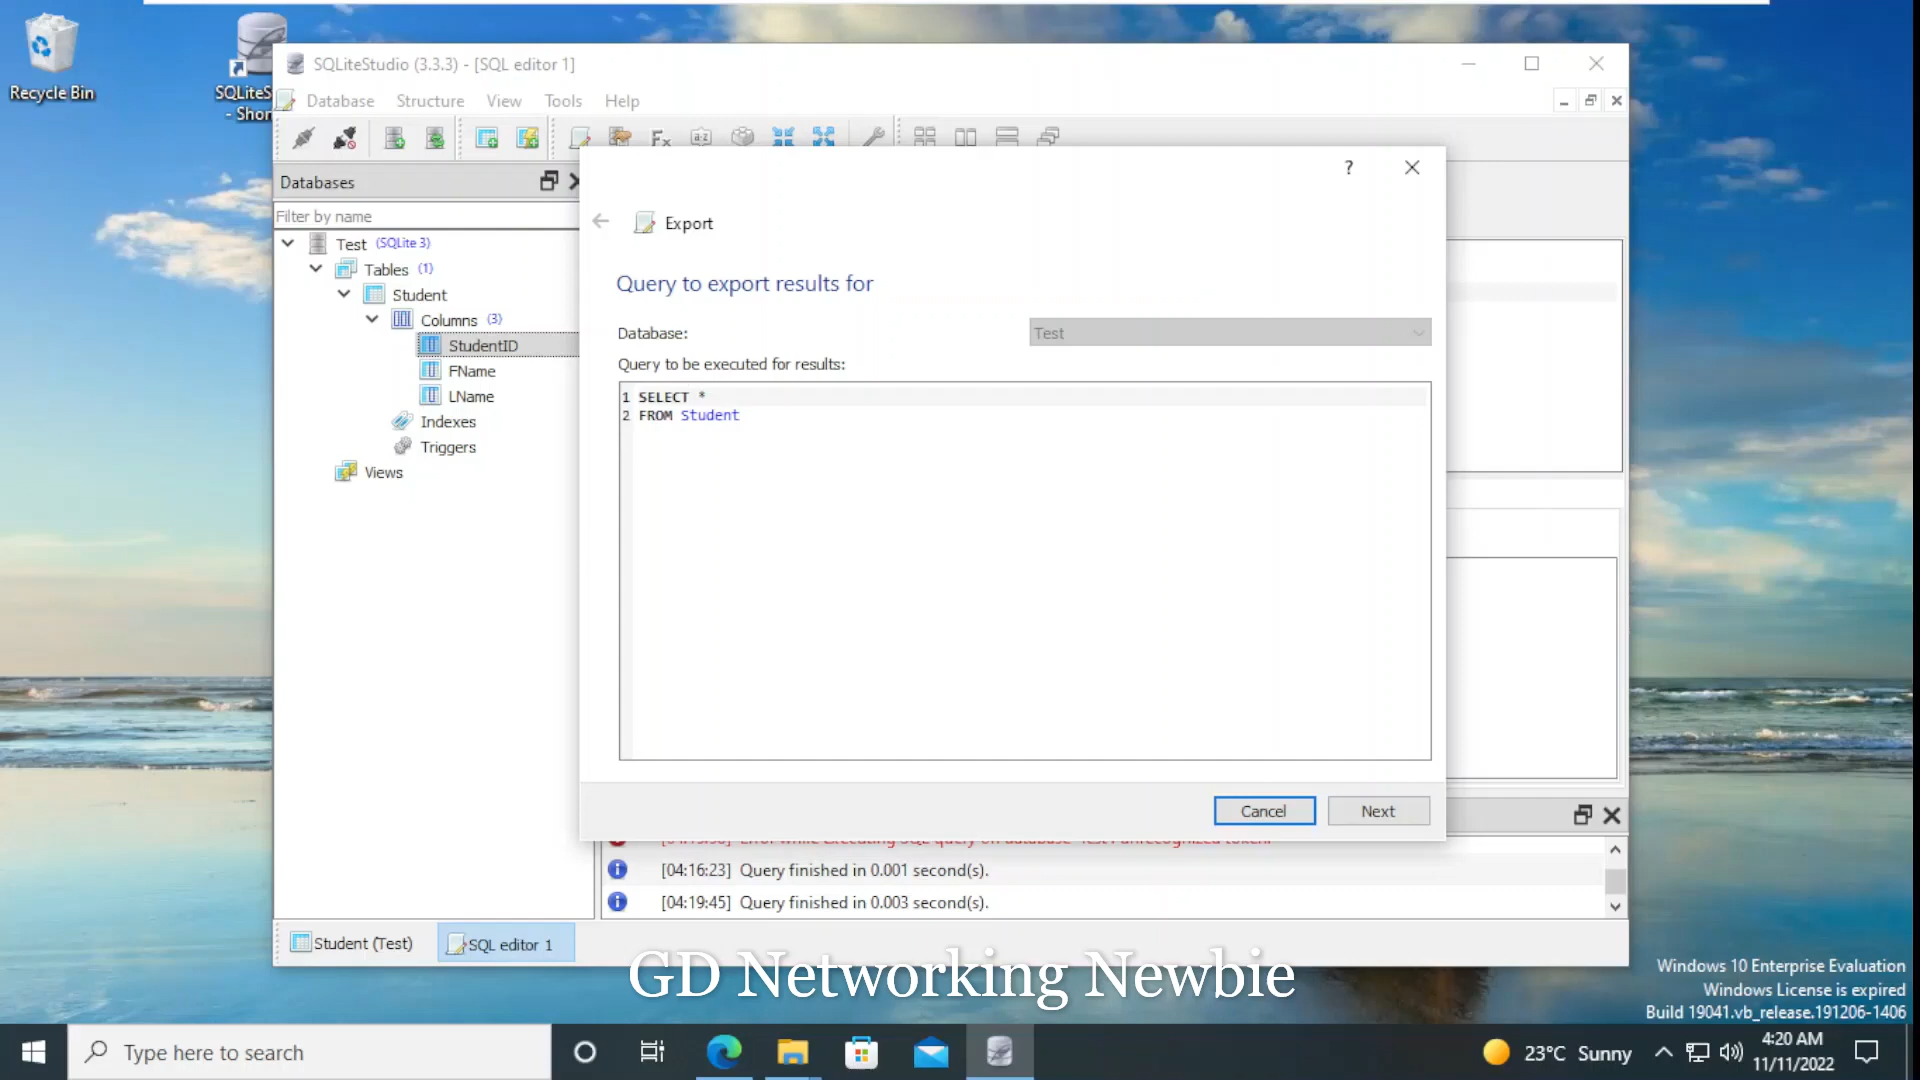 Recycle Bin
SQLiteS
- Shor
SQLiteStudio (3.3.3) - [SQL editor 1]
Database Structure View Tools Help
Databases
Filter by name
Test (SQLite 3)
Tables (1)
Student
Columns (3)
StudentID
FName
LName
Indexes
Triggers
Views
?
Export
Query to export results for
Database:
Test
Query to be executed for results:
1 SELECT *
2 FROM Student
Cancel
Next
[04:16:23] Query finished in 0.001 second(s).
[04:19:45] Query finished in 0.003 second(s).
Student (Test)
SQL editor 1
GD Networking Newbie
Windows 10 Enterprise Evaluation
Windows License is expired
Build 19041.vb_release.191206-1406
Type here to search
23°C Sunny
4:20 AM
11/11/2022